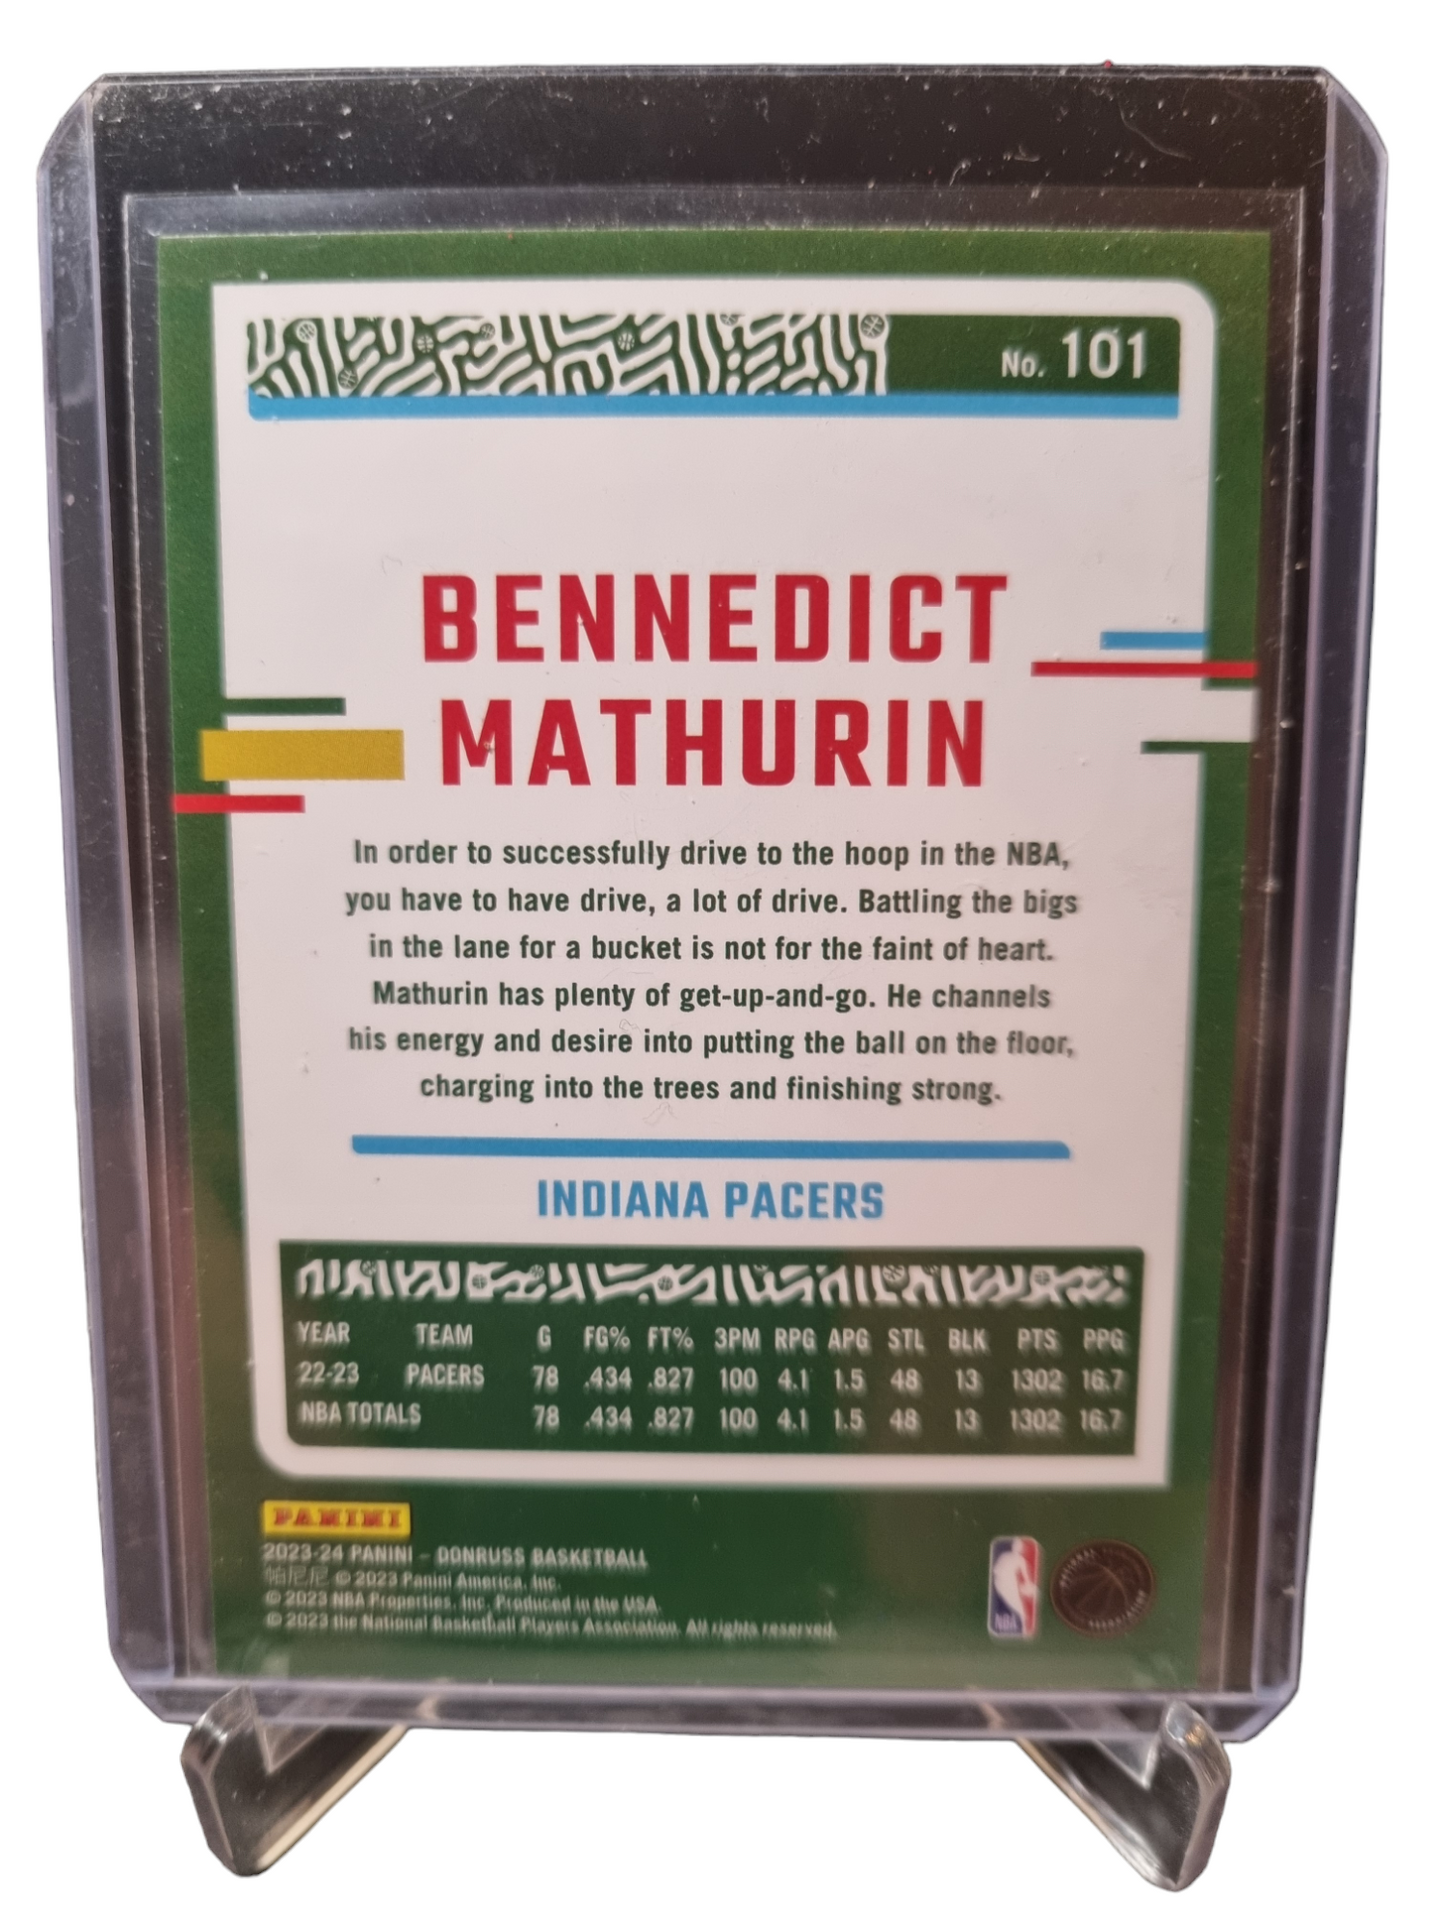 No. 101
BENNEDICT
MATHURIN
In order to successfully drive to the hoop in the NBA,
you have to have drive, a lot of drive. Battling the bigs
in the lane for a bucket is not for the faint of heart.
Mathurin has plenty of get-up-and-go. He channels
his energy and desire into putting the ball on the floor,
charging into the trees and finishing strong.
INDIANA PACERS
YEAR TEAM G FG% FT% 3PM RPG APG STL BLK PTS PPG
22-23 PACERS 78 .434 .827 100 4.1 1.5 48 13 1302 16.7
NBA TOTALS 78 .434 .827 100 4.1 1.5 48 13 1302 16.7
PANINI
2023-24 PANINI – DONRUSS BASKETBALL
帕尼尼 © 2023 Panini America, Inc.
© 2023 NBA Properties, Inc. Produced in the USA.
© 2023 the National Basketball Players Association. All rights reserved.
NBA